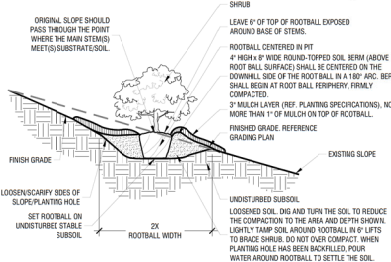 SHRUB
ORIGINAL SLOPE SHOULD
PASS THROUGH THE POINT
WHERE THE MAIN STEM(S)
MEET(S) SUBSTRATE/SOIL.
LEAVE 6" OF TOP OF ROOTBALL EXPOSED
AROUND BASE OF STEMS.
ROOTBALL CENTERED IN PIT
4" HIGH x 8" WIDE ROUND-TOPPED SOIL BERM (ABOVE
ROOT BALL SURFACE) SHALL BE CENTERED ON THE
DOWNHILL SIDE OF THE ROOTBALL IN A 180° ARC. BER
SHALL BEGIN AT ROOT BALL PERIPHERY. FIRMLY
COMPACTED.
3" MULCH LAYER (REF. PLANTING SPECIFICATIONS), NO
MORE THAN 1" OF MULCH ON TOP OF ROOTBALL.
FINISHED GRADE. REFERENCE
GRADING PLAN
EXISTING SLOPE
FINISH GRADE
LOOSEN/SCARIFY SIDES OF
SLOPE/PLANTING HOLE
SET ROOTBALL ON
UNDISTURBED STABLE
SUBSOIL
2X
ROOTBALL WIDTH
UNDISTURBED SUBSOIL
LOOSENED SOIL. DIG AND TURN THE SOIL TO REDUCE
THE COMPACTION TO THE AREA AND DEPTH SHOWN.
LIGHTLY TAMP SOIL AROUND ROOTBALL IN 6" LIFTS
TO BRACE SHRUB. DO NOT OVER COMPACT. WHEN
PLANTING HOLE HAS BEEN BACKFILLED, POUR
WATER AROUND ROOTBALL TO SETTLE THE SOIL.